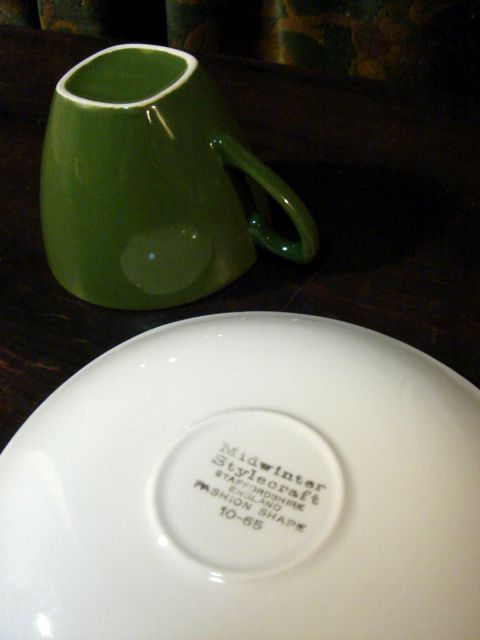 Midwinter
Stylecraft
STAFFORDSHIRE
ENGLAND
FASHION SHAPE
10-65